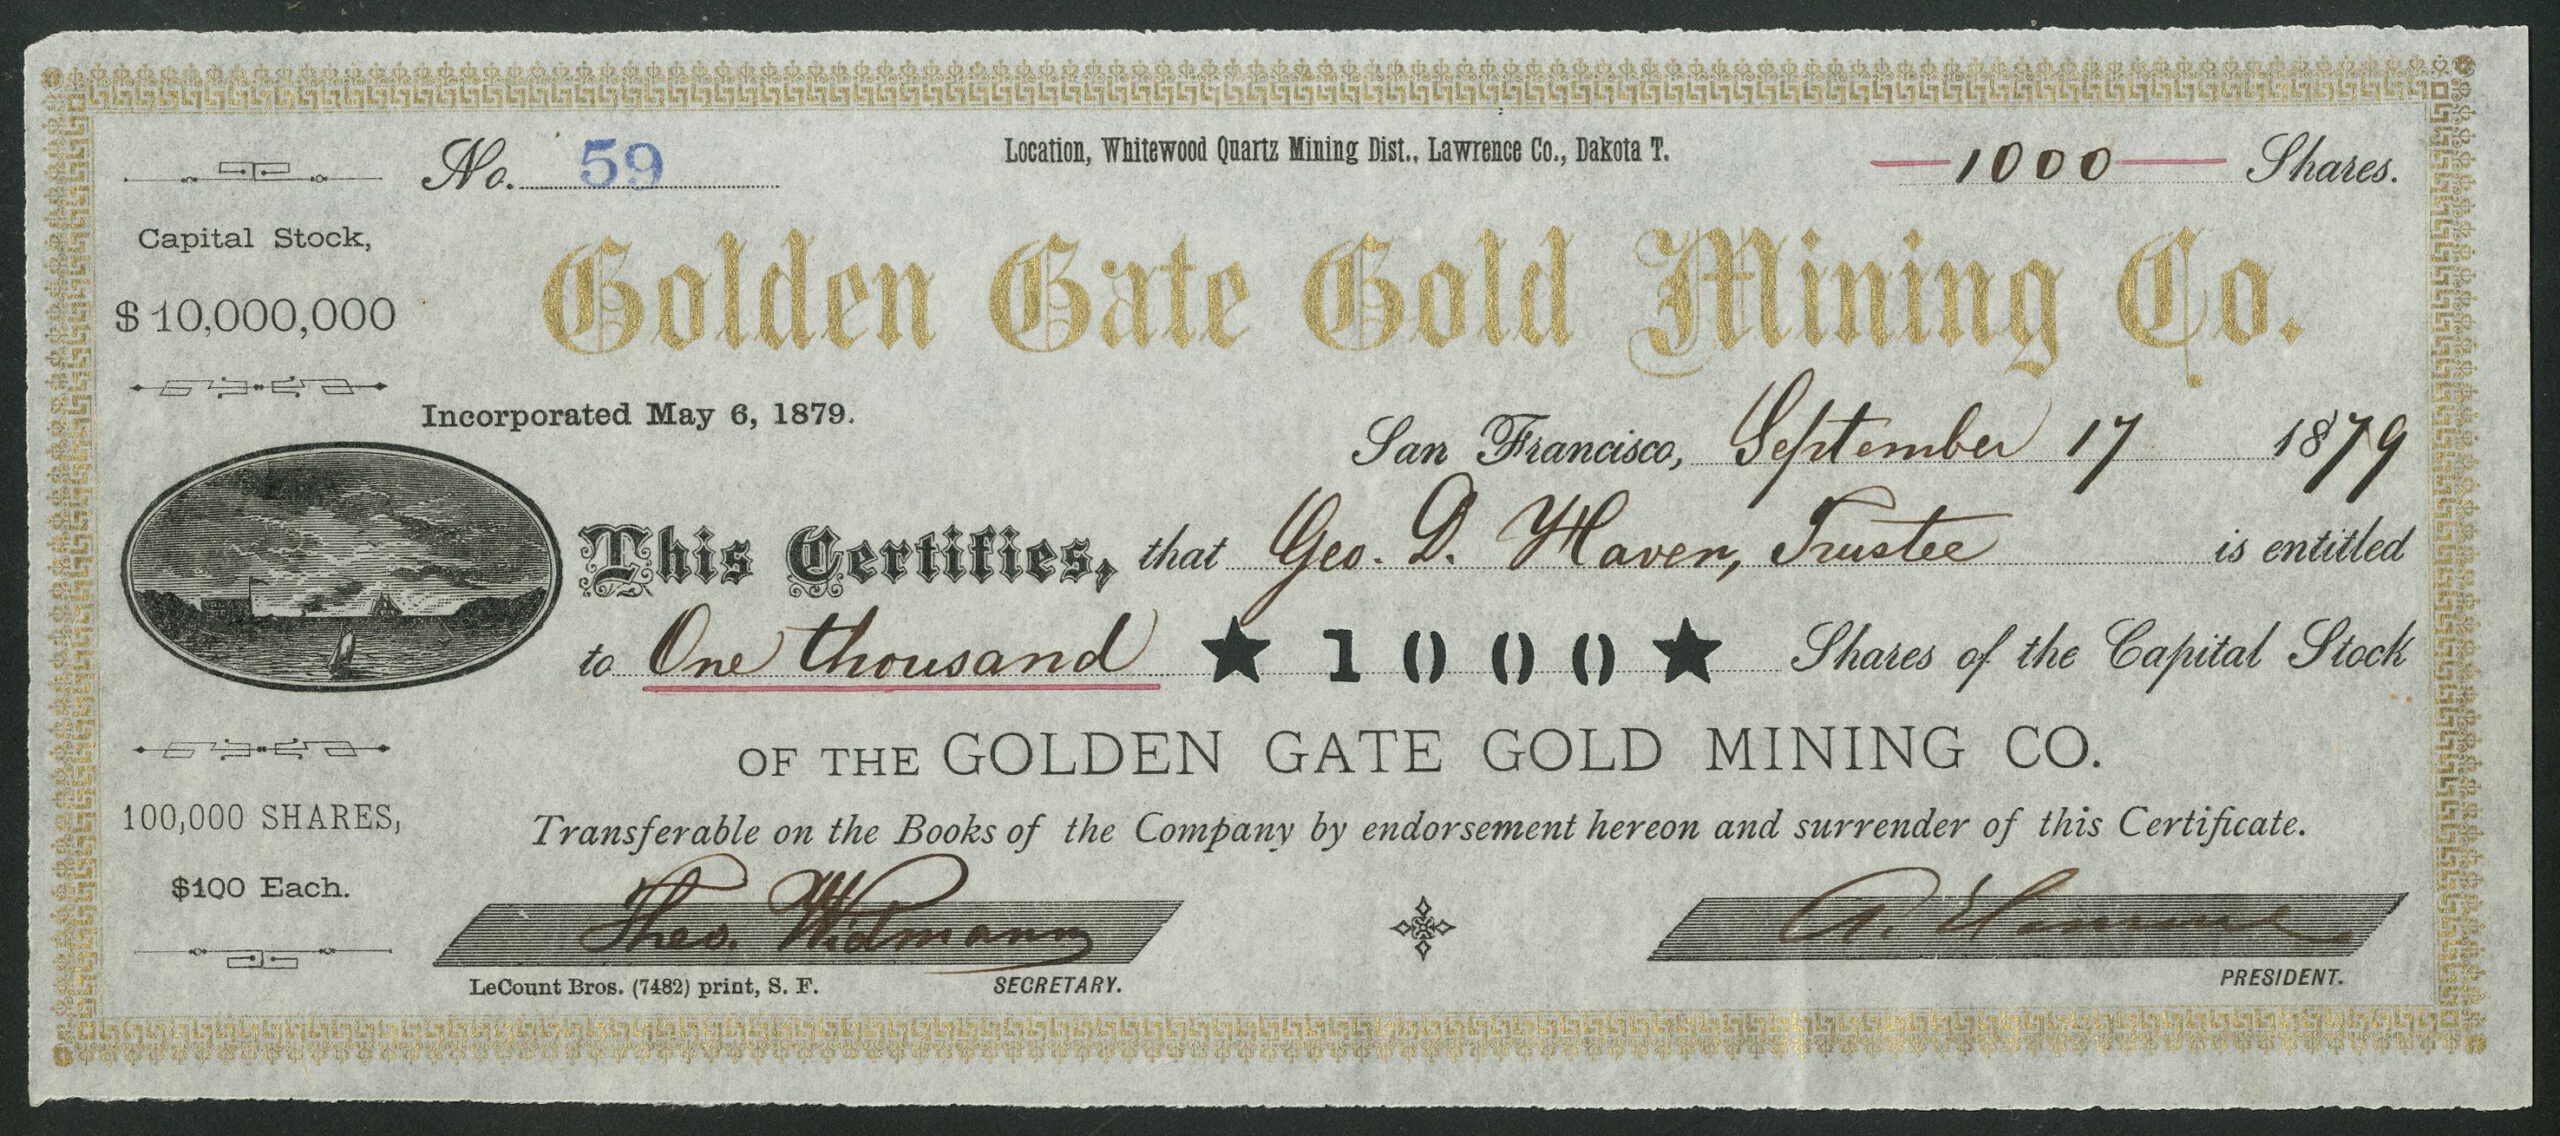 No. 59
Location, Whitewood Quartz Mining Dist., Lawrence Co., Dakota T.
1000 Shares.
Capital Stock,
$10,000,000
Golden Gate Gold Mining Co.
Incorporated May 6, 1879.
San Francisco, September 17 1879
This Certifies, that Geo. D. Haven, Trustee is entitled
to One thousand ★ 1000 ★ Shares of the Capital Stock
OF THE GOLDEN GATE GOLD MINING CO.
100,000 SHARES,
$100 Each.
Transferable on the Books of the Company by endorsement hereon and surrender of this Certificate.
Theo. Widmann
LeCount Bros. (7482) print, S. F.
SECRETARY.
PRESIDENT.